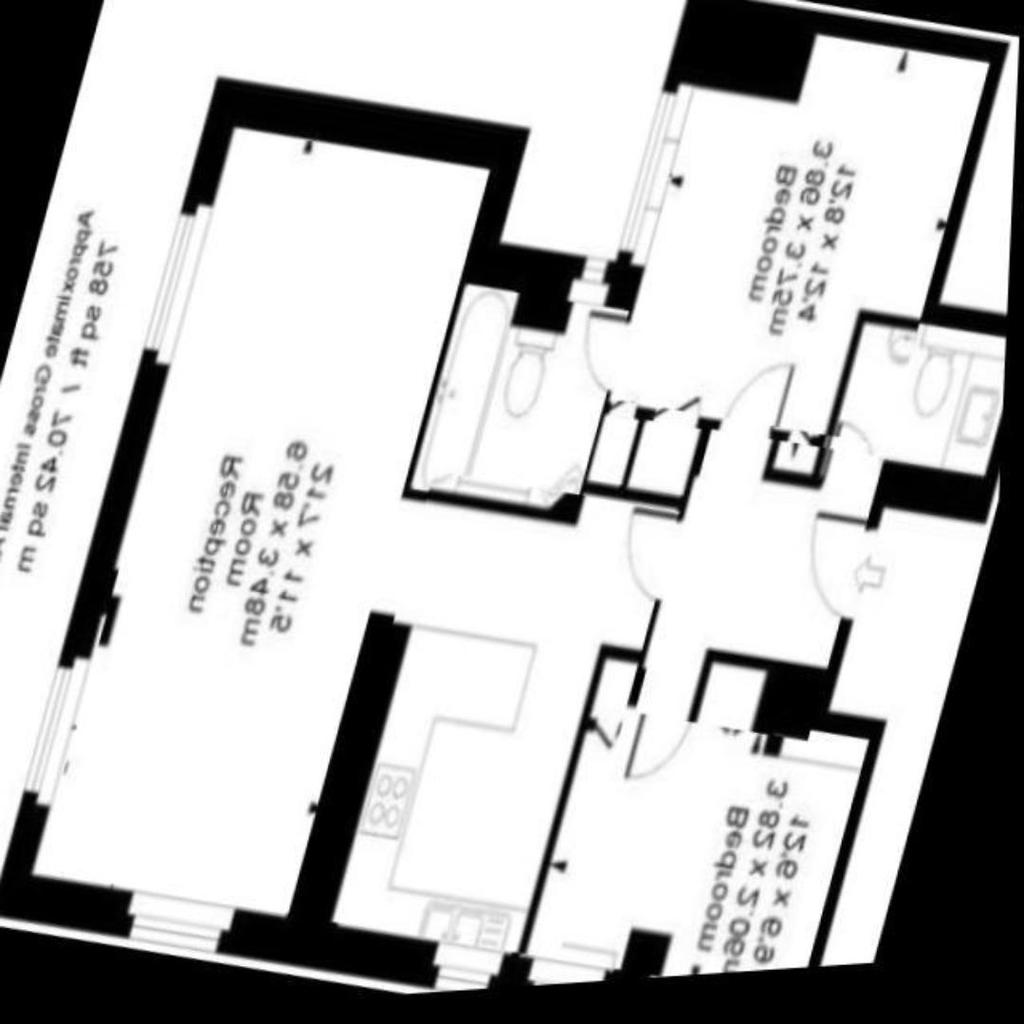 Approximate Gross Internal
758 sq ft / 70.42 sq m
Reception
Room
6.58 x 3.48m
21'7 x 11'5
Bedroom
3.86 x 3.75m
12'8 x 12'4
Bedroom
3.82 x 2.06m
12'6 x 6'9